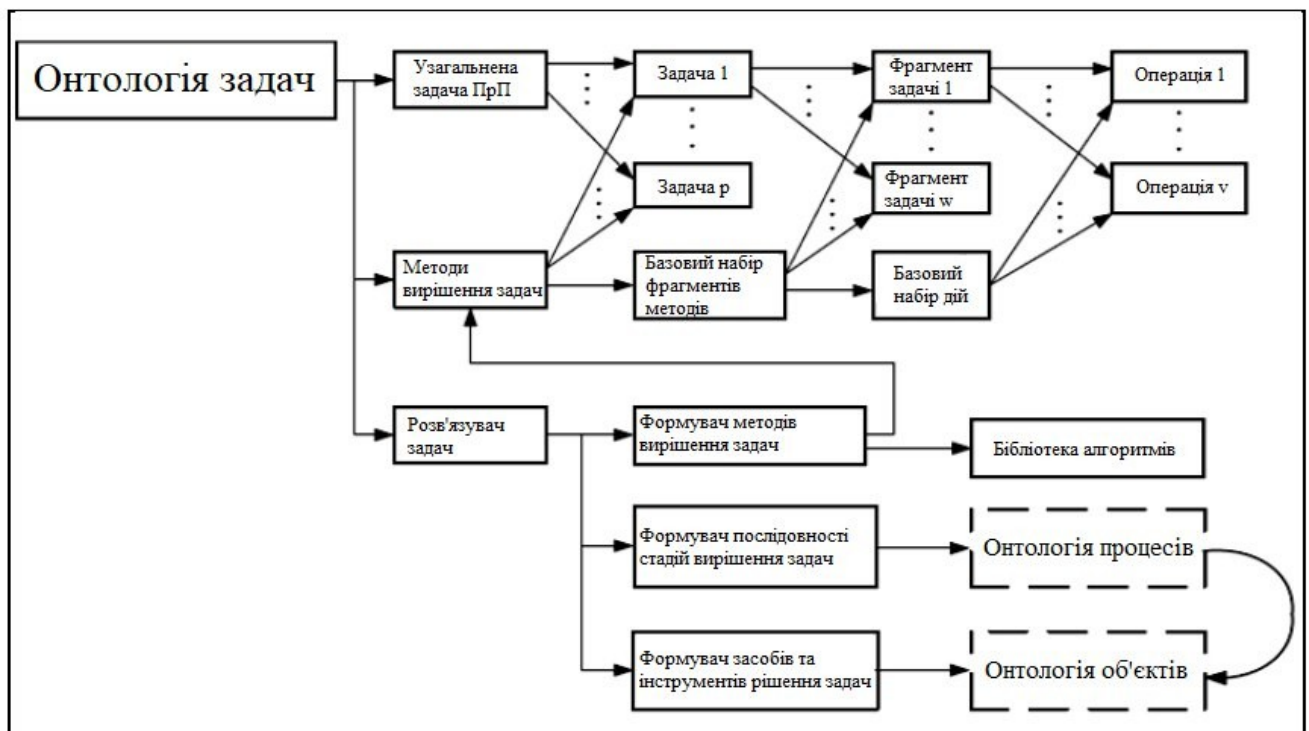 Онтологія задач
Узагальнена
задача ПрП
Задача 1
Фрагмент
задачі 1
Операція 1
Задача p
Фрагмент
задачі w
Операція v
Методи
вирішення задач
Базовий набір
фрагментів
методів
Базовий
набір дій
Розв'язувач
задач
Формувач методів
вирішення задач
Бібліотека алгоритмів
Формувач послідовності
стадій вирішення задач
Онтологія процесів
Формувач засобів та
інструментів рішення задач
Онтологія об'єктів